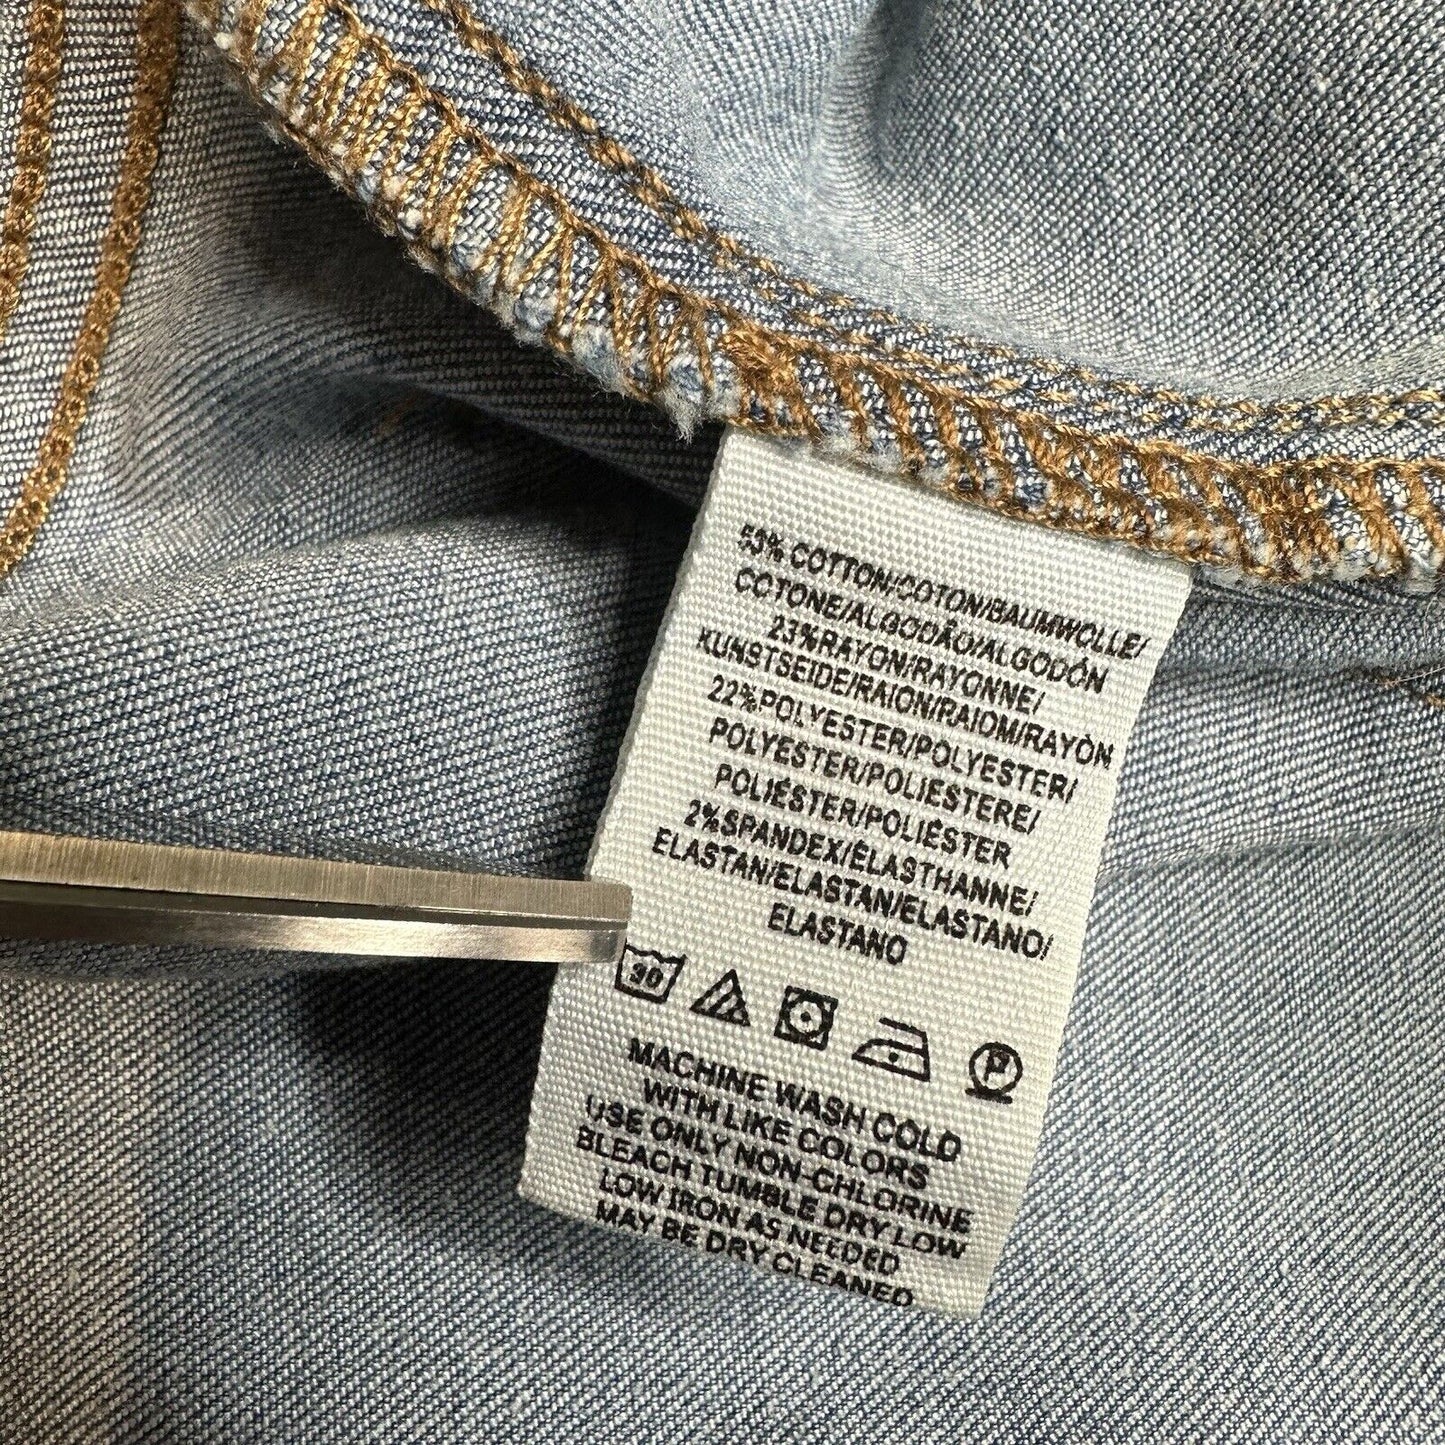 53% COTTON/COTON/BAUMWOLLE/
COTONE/ALGODÃO/ALGODÓN
23%RAYON/RAYONNE/
KUNSTSEIDE/RAION/RAIOM/RAYÒN
22%POLYESTER/POLYESTER/
POLYESTER/POLIESTERE/
POLIÉSTER/POLIÉSTER
2%SPANDEX/ÉLASTHANNE/
ELASTAN/ELASTAN/ELASTANO/
ELASTANO
30
P
MACHINE WASH COLD
WITH LIKE COLORS
USE ONLY NON-CHLORINE
BLEACH TUMBLE DRY LOW
LOW IRON AS NEEDED
MAY BE DRY CLEANED